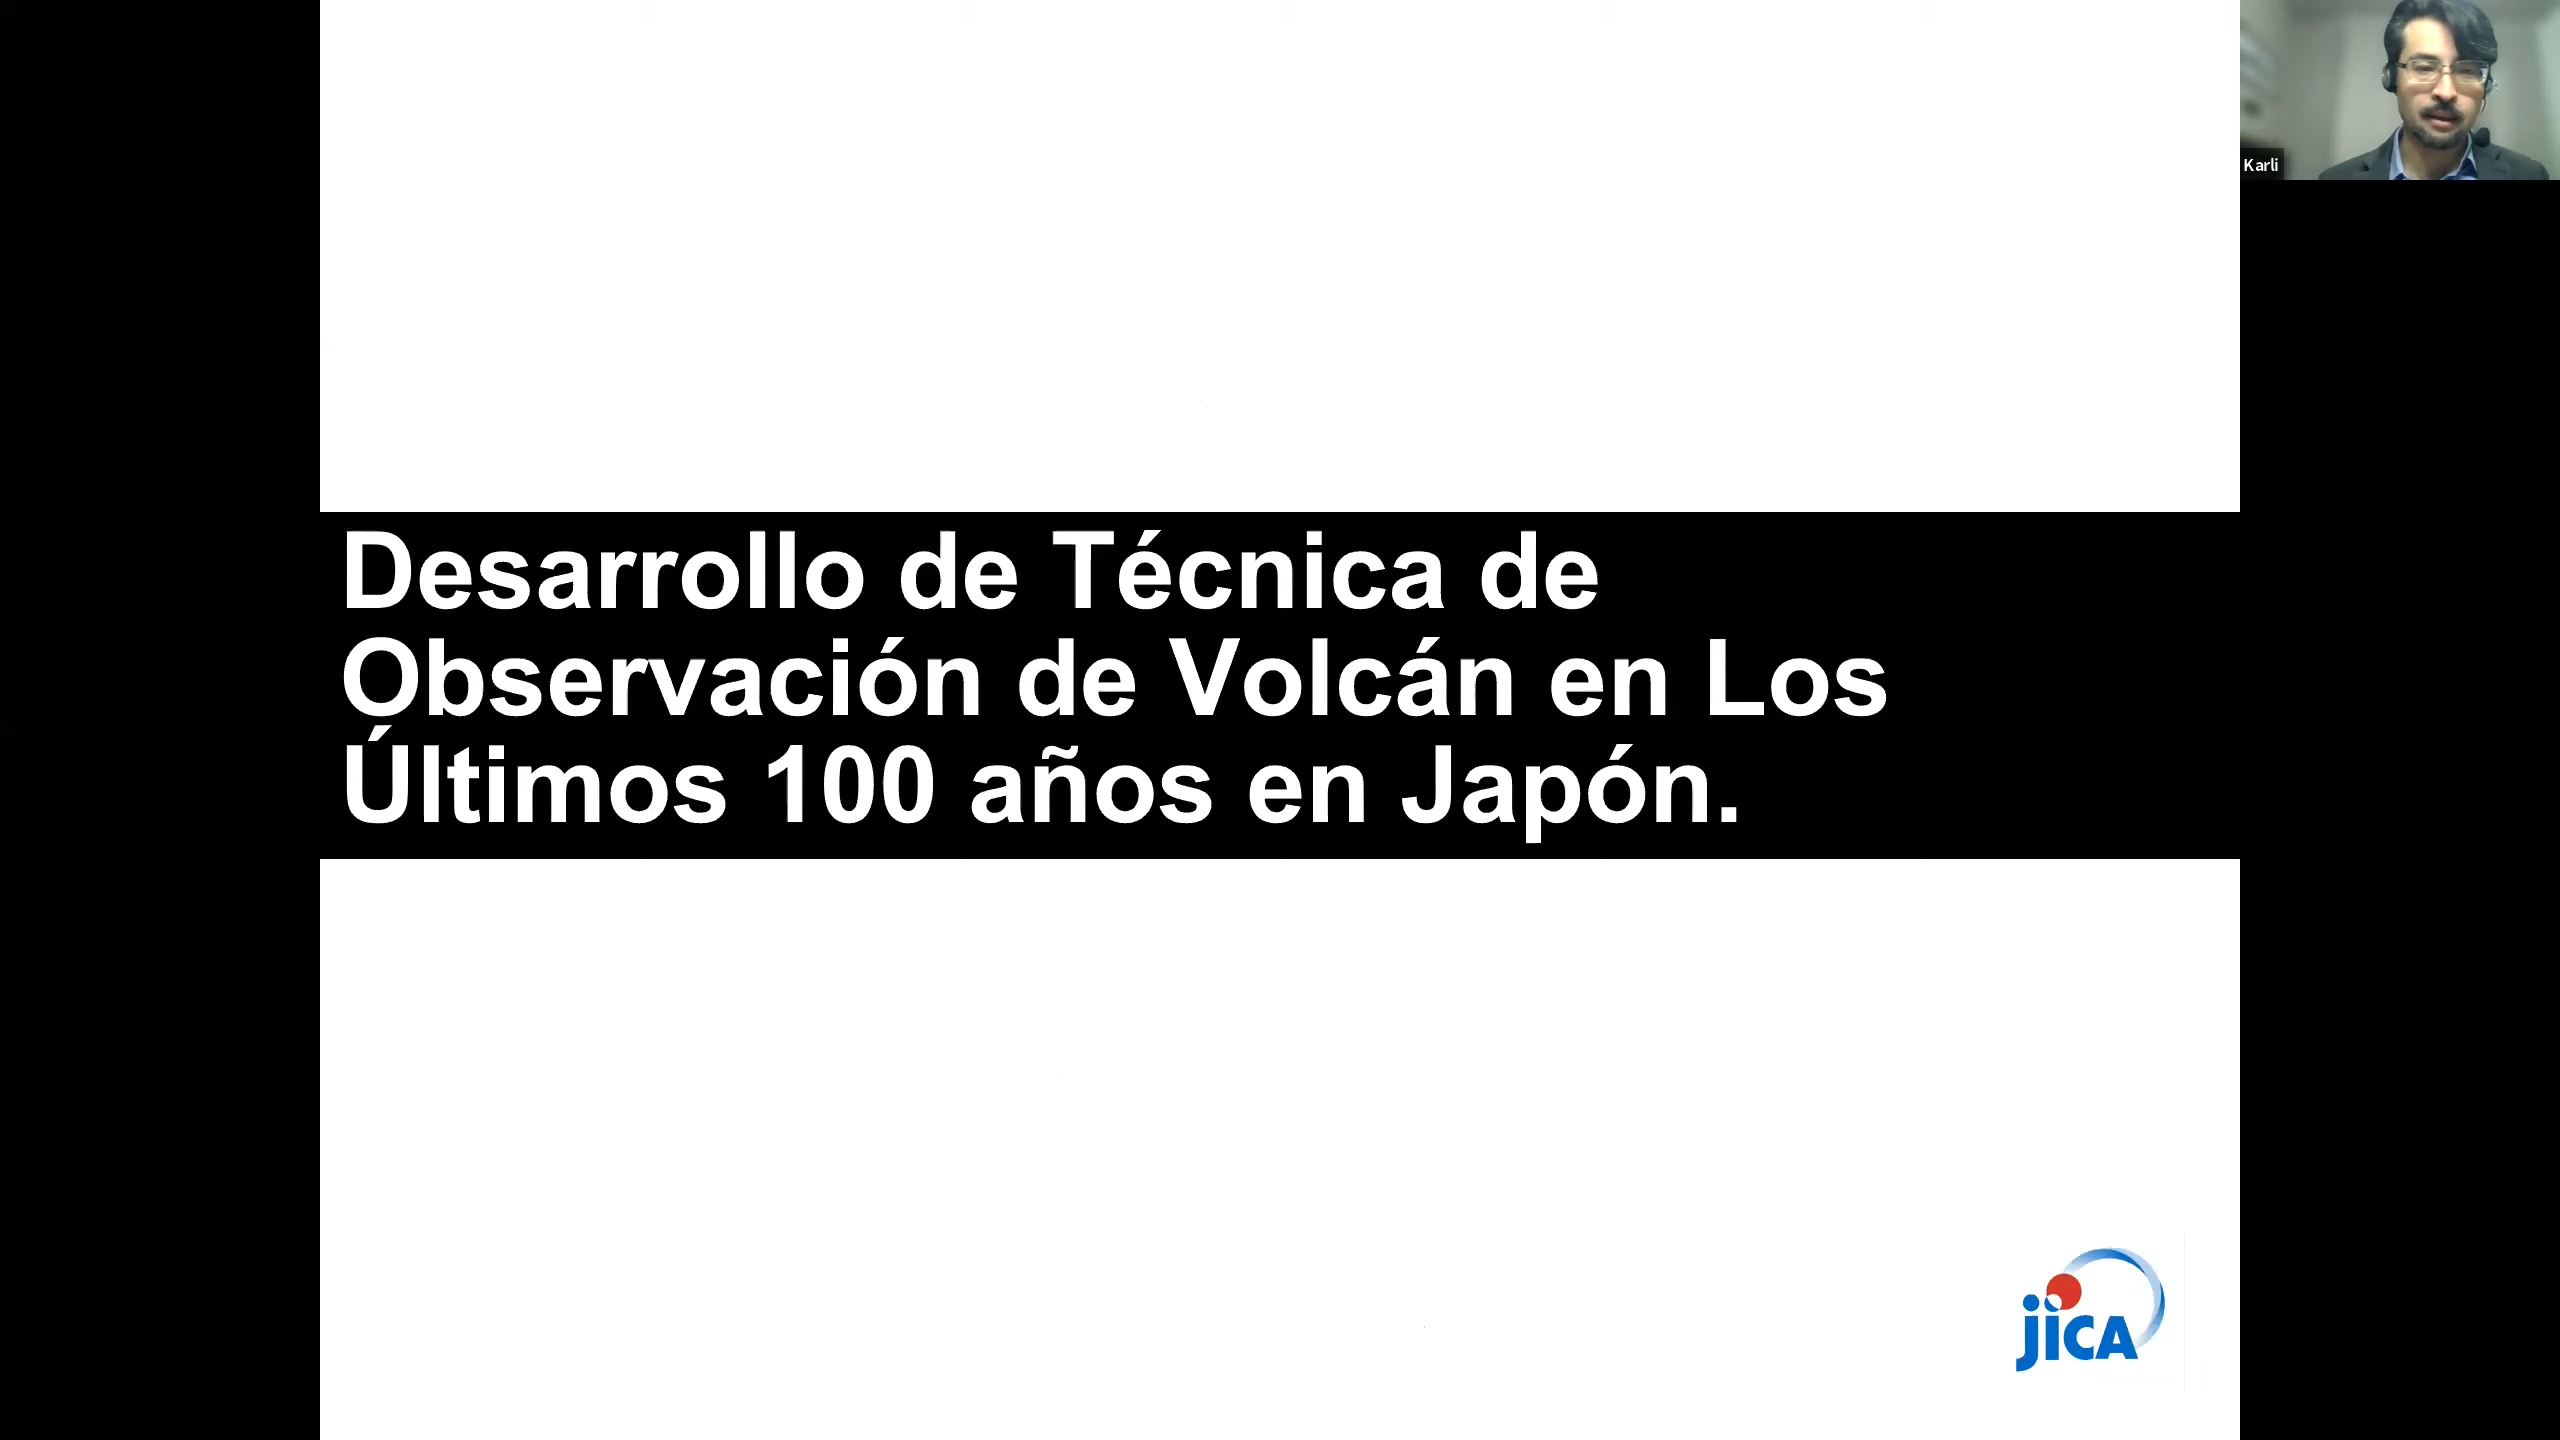 Karli
Desarrollo de Técnica de
Observación de Volcán en Los
Últimos 100 años en Japón.
jICA